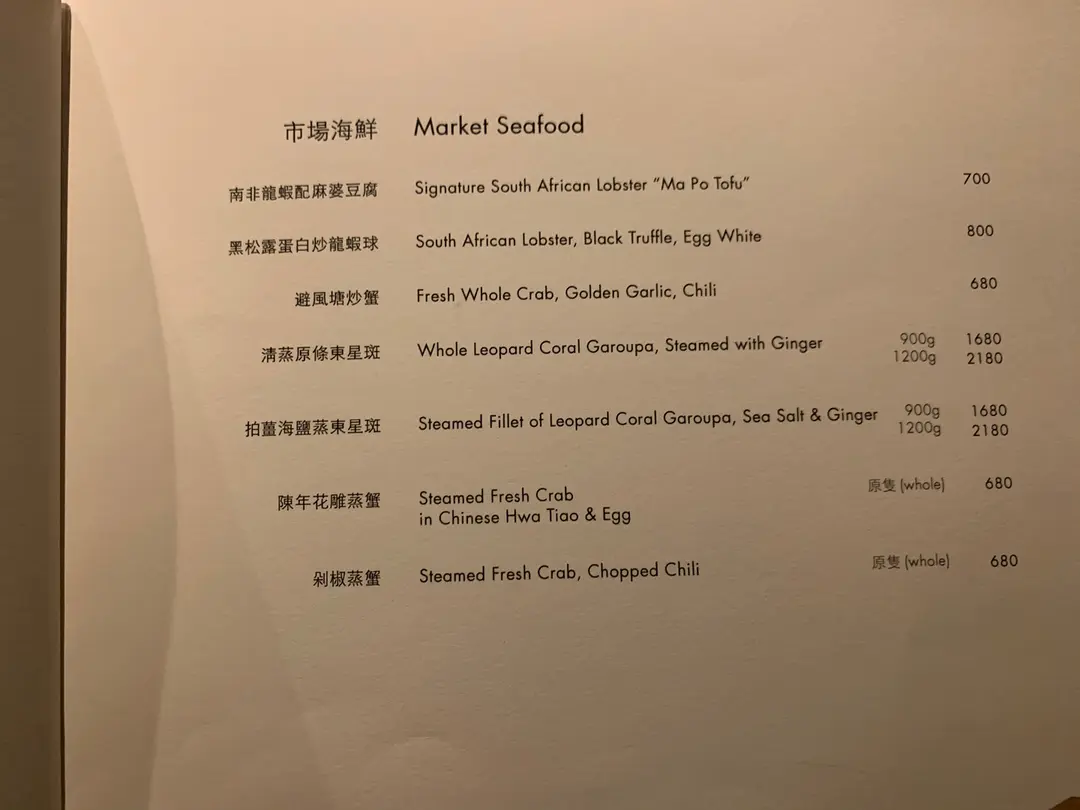 市場海鮮 Market Seafood
南非龍蝦配麻婆豆腐 Signature South African Lobster “Ma Po Tofu” 700
黑松露蛋白炒龍蝦球 South African Lobster, Black Truffle, Egg White 800
避風塘炒蟹 Fresh Whole Crab, Golden Garlic, Chili 680
清蒸原條東星斑 Whole Leopard Coral Garoupa, Steamed with Ginger 900g 1680
1200g 2180
拍薑海鹽蒸東星斑 Steamed Fillet of Leopard Coral Garoupa, Sea Salt & Ginger 900g 1680
1200g 2180
陳年花雕蒸蟹 Steamed Fresh Crab 原隻 (whole) 680
in Chinese Hwa Tiao & Egg
剁椒蒸蟹 Steamed Fresh Crab, Chopped Chili 原隻 (whole) 680